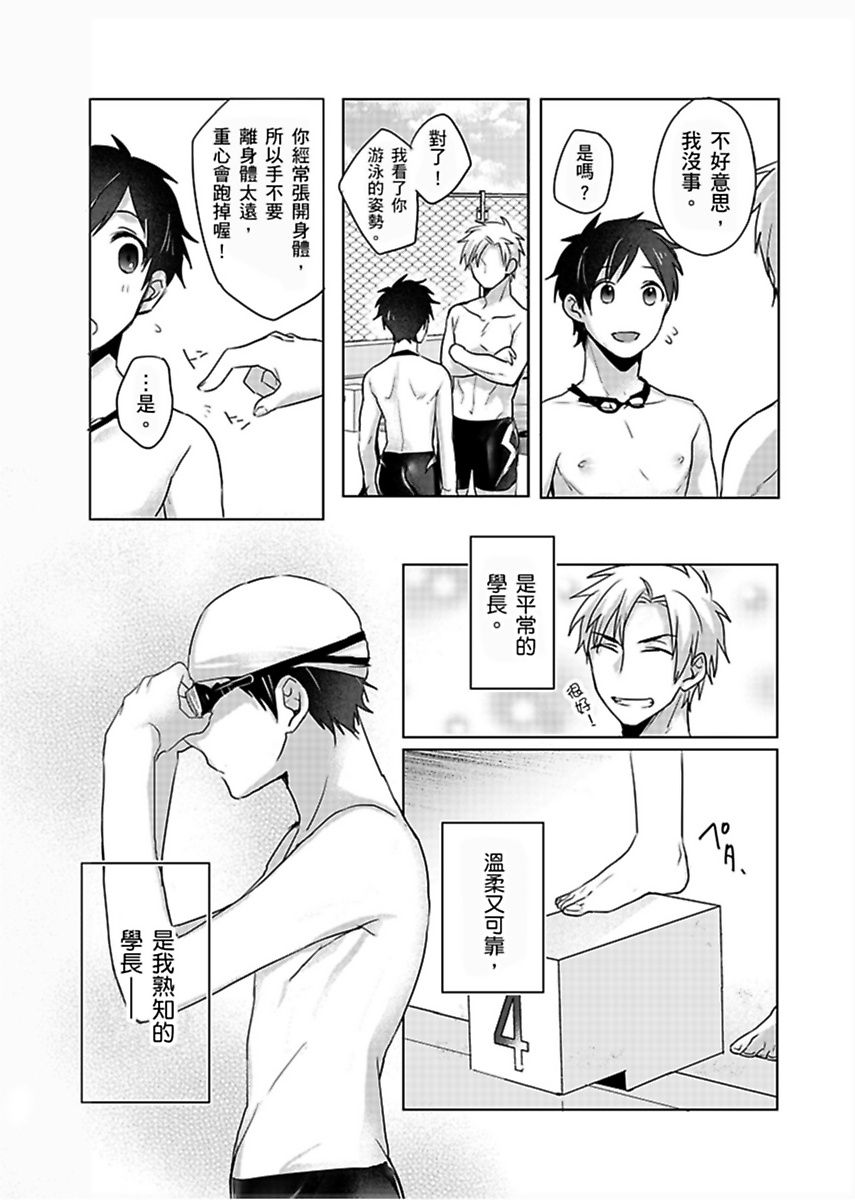 不好意思，
我沒事。
是嗎？
對了！
我看了你
游泳的姿勢。
你經常張開身體，
所以手不要
離身體太遠，
重心會跑掉喔！
…是。
是平常的
學長。
很好！
溫柔又可靠，
ペタ、
4
是我熟知的
學長——